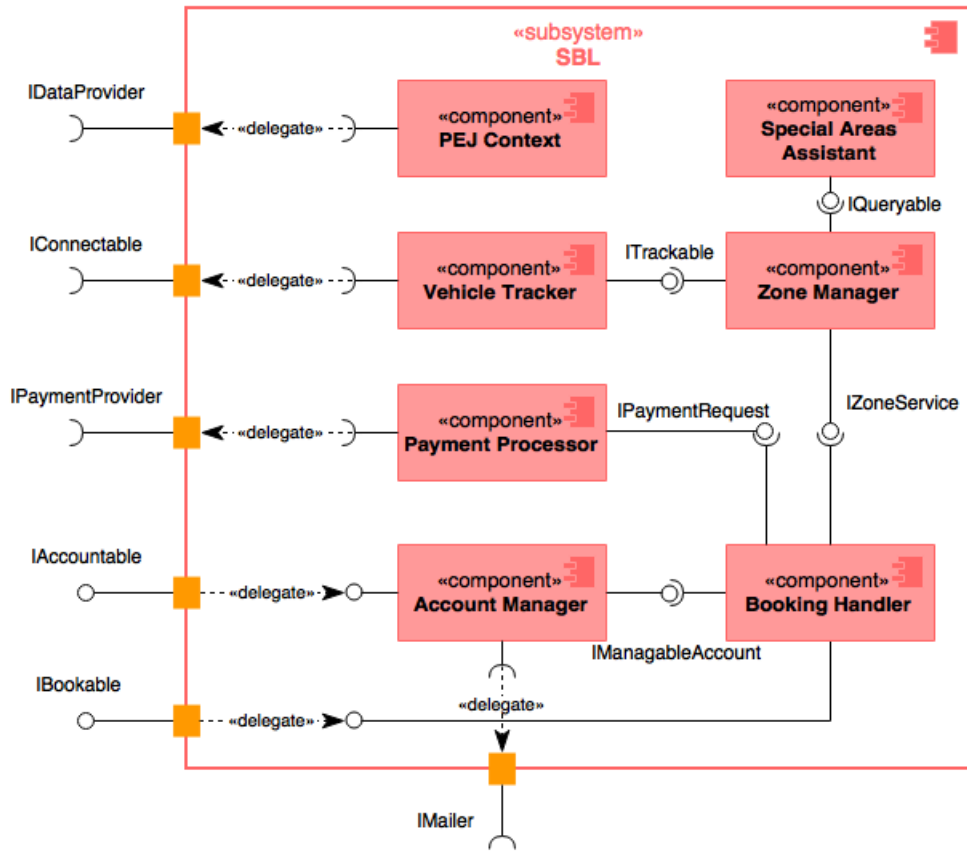 «subsystem»
SBL
IDataProvider
«delegate»
«component»
PEJ Context
«component»
Special Areas
Assistant
IQueryable
IConnectable
«delegate»
«component»
Vehicle Tracker
ITrackable
«component»
Zone Manager
IPaymentProvider
«delegate»
«component»
Payment Processor
IPaymentRequest
IZoneService
IAccountable
«delegate»
«component»
Account Manager
«component»
Booking Handler
IManagableAccount
IBookable
«delegate»
«delegate»
IMailer